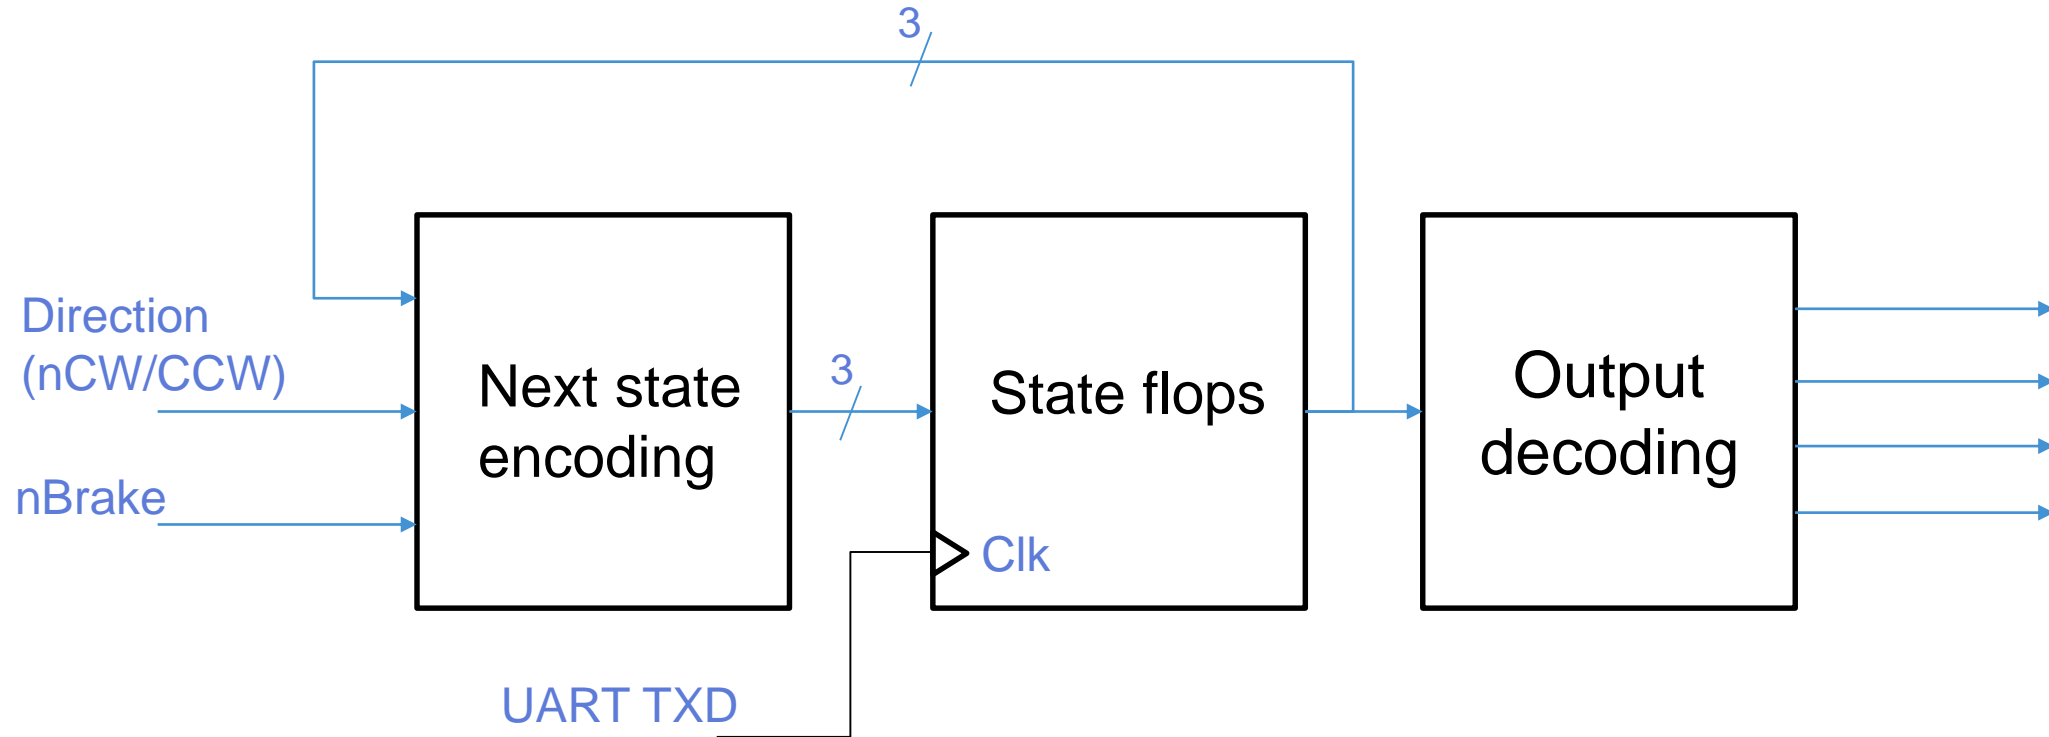 3
Direction
(nCW/CCW)
nBrake
Next state
encoding
3
State flops
Clk
Output
decoding
UART TXD